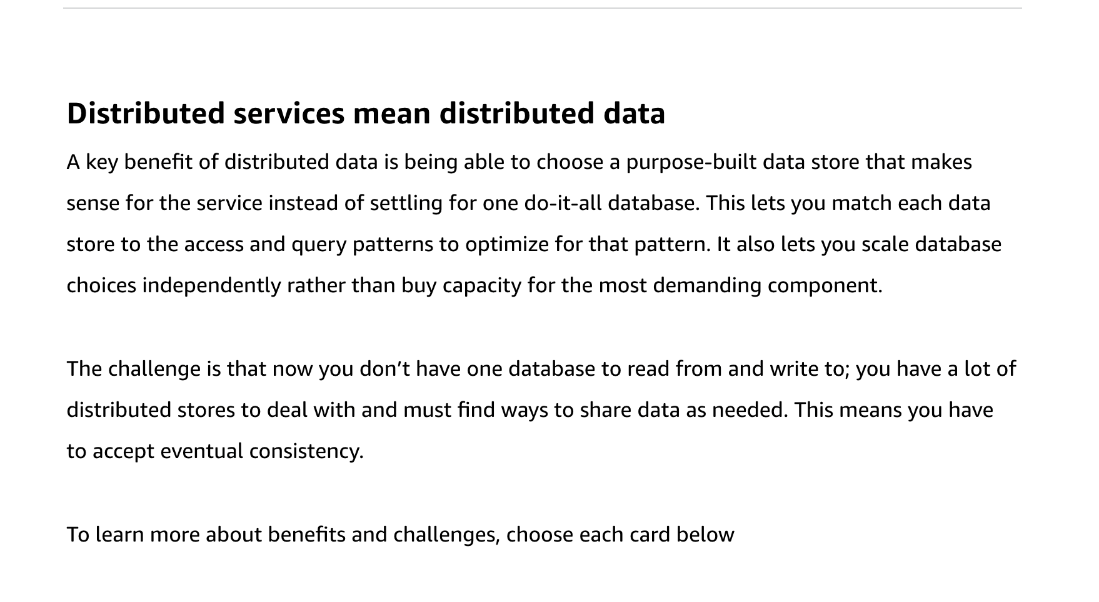 Distributed services mean distributed data
A key benefit of distributed data is being able to choose a purpose-built data store that makes
sense for the service instead of settling for one do-it-all database. This lets you match each data
store to the access and query patterns to optimize for that pattern. It also lets you scale database
choices independently rather than buy capacity for the most demanding component.
The challenge is that now you don’t have one database to read from and write to; you have a lot of
distributed stores to deal with and must find ways to share data as needed. This means you have
to accept eventual consistency.
To learn more about benefits and challenges, choose each card below